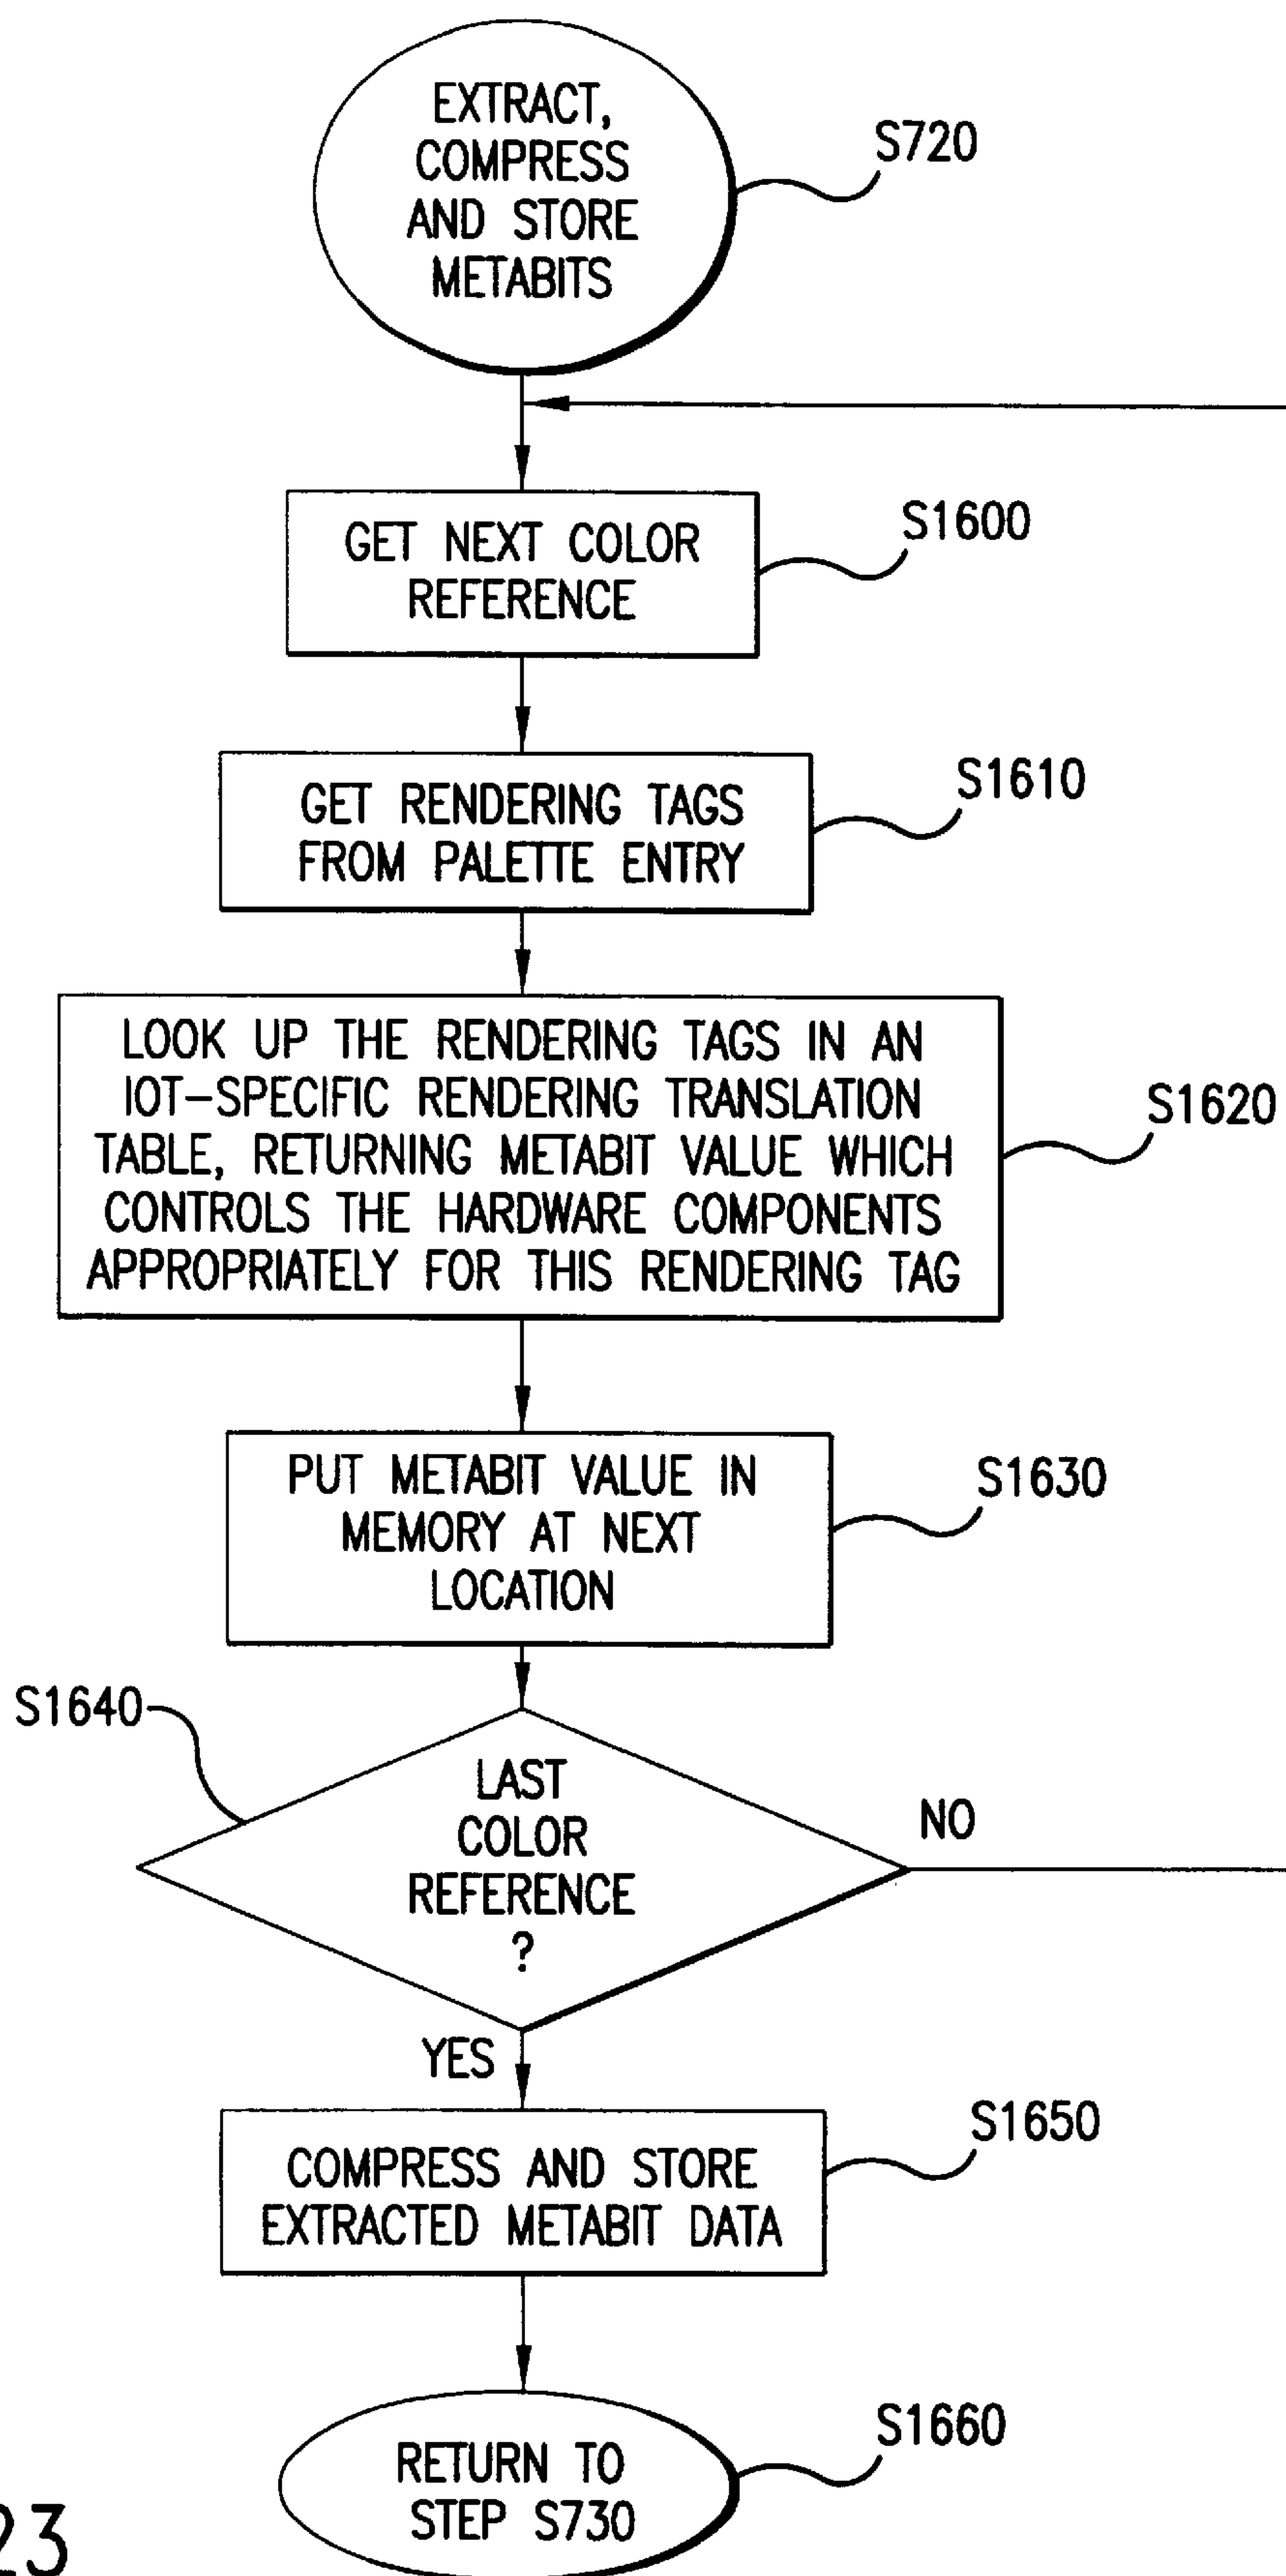 EXTRACT,
COMPRESS
AND STORE
METABITS
S720
GET NEXT COLOR
REFERENCE
S1600
GET RENDERING TAGS
FROM PALETTE ENTRY
S1610
LOOK UP THE RENDERING TAGS IN AN
IOT-SPECIFIC RENDERING TRANSLATION
TABLE, RETURNING METABIT VALUE WHICH
CONTROLS THE HARDWARE COMPONENTS
APPROPRIATELY FOR THIS RENDERING TAG
S1620
PUT METABIT VALUE IN
MEMORY AT NEXT
LOCATION
S1630
S1640
LAST
COLOR
REFERENCE
?
NO
YES
COMPRESS AND STORE
EXTRACTED METABIT DATA
S1650
RETURN TO
STEP S730
S1660
23